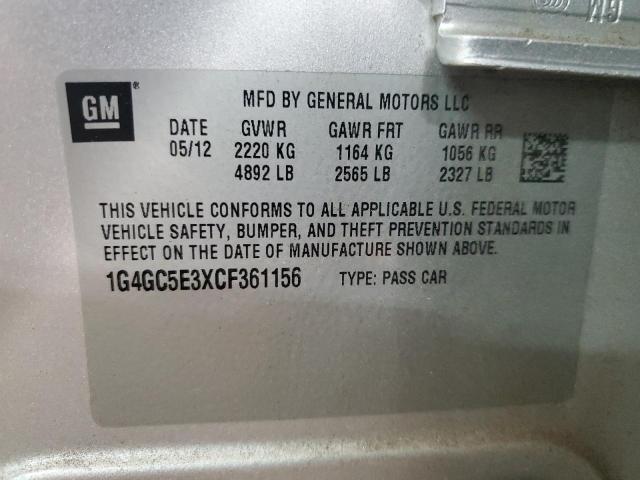 GM
GM ®
MFD BY GENERAL MOTORS LLC
DATE GVWR GAWR FRT GAWR RR
05/12 2220 KG 1164 KG 1056 KG
4892 LB 2565 LB 2327 LB
THIS VEHICLE CONFORMS TO ALL APPLICABLE U.S. FEDERAL MOTOR
VEHICLE SAFETY, BUMPER, AND THEFT PREVENTION STANDARDS IN
EFFECT ON THE DATE OF MANUFACTURE SHOWN ABOVE.
1G4GC5E3XCF361156 TYPE: PASS CAR